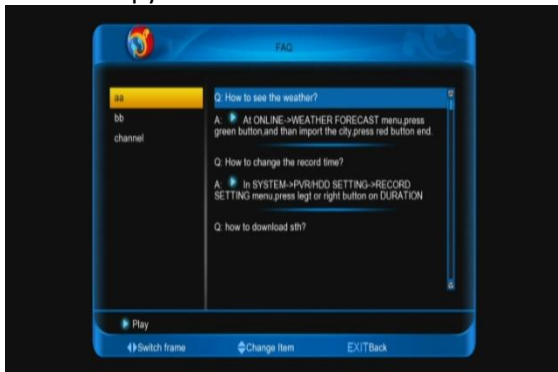 FAQ
aa
bb
channel
Q: How to see the weather?
A: At ONLINE->WEATHER FORECAST menu,press
green button,and than import the city,press red button end.
Q: How to change the record time?
A: In SYSTEM->PVR/HDD SETTING->RECORD
SETTING menu,press legt or right button on DURATION
Q: how to download sth?
Play
Switch frame
Change Item
EXITBack